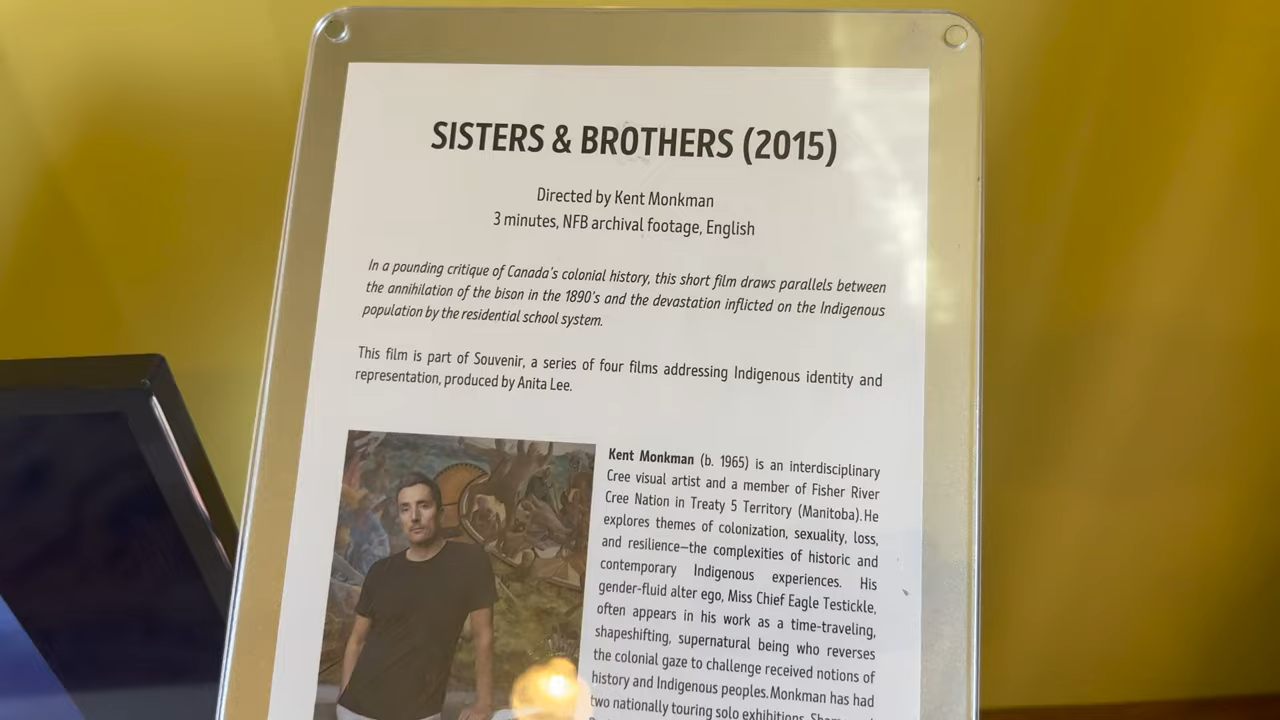 SISTERS & BROTHERS (2015)
Directed by Kent Monkman
3 minutes, NFB archival footage, English
In a pounding critique of Canada's colonial history, this short film draws parallels between
the annihilation of the bison in the 1890's and the devastation inflicted on the Indigenous
population by the residential school system.
This film is part of Souvenir, a series of four films addressing Indigenous identity and
representation, produced by Anita Lee.
Kent Monkman (b. 1965) is an interdisciplinary
Cree visual artist and a member of Fisher River
Cree Nation in Treaty 5 Territory (Manitoba).He
explores themes of colonization, sexuality, loss,
and resilience—the complexities of historic and
contemporary Indigenous experiences. His
gender-fluid alter ego, Miss Chief Eagle Testickle,
often appears in his work as a time-traveling,
shapeshifting, supernatural being who reverses
the colonial gaze to challenge received notions of
history and Indigenous peoples.Monkman has had
two nationally touring solo exhibitions,